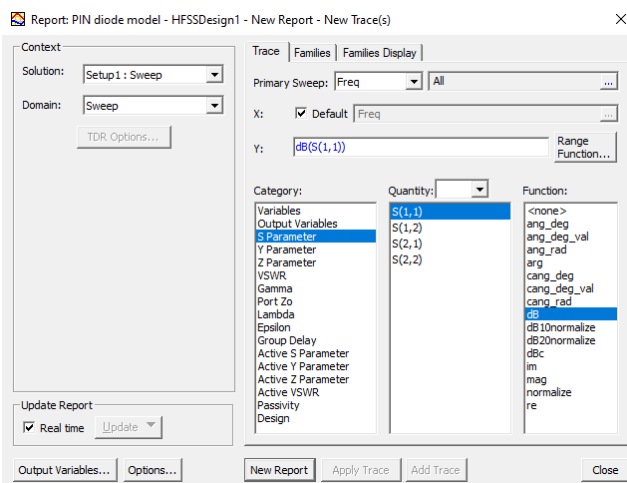 Report: PIN diode model - HFSSDesign1 - New Report - New Trace(s)
Context
Solution: Setup1 : Sweep
Domain: Sweep
TDR Options...
Update Report
Real time Update
Output Variables... Options...
Trace Families Families Display
Primary Sweep: Freq All ...
X: Default Freq ...
Y: dB(S(1,1)) Range Function...
Category:
Variables
Output Variables
S Parameter
Y Parameter
Z Parameter
VSWR
Gamma
Port Zo
Lambda
Epsilon
Group Delay
Active S Parameter
Active Y Parameter
Active Z Parameter
Active VSWR
Passivity
Design
Quantity:
S(1,1)
S(1,2)
S(2,1)
S(2,2)
Function:
<none>
ang_deg
ang_deg_val
ang_rad
arg
cang_deg
cang_deg_val
cang_rad
dB
dB10normalize
dB20normalize
dBc
im
mag
normalize
re
New Report Apply Trace Add Trace Close